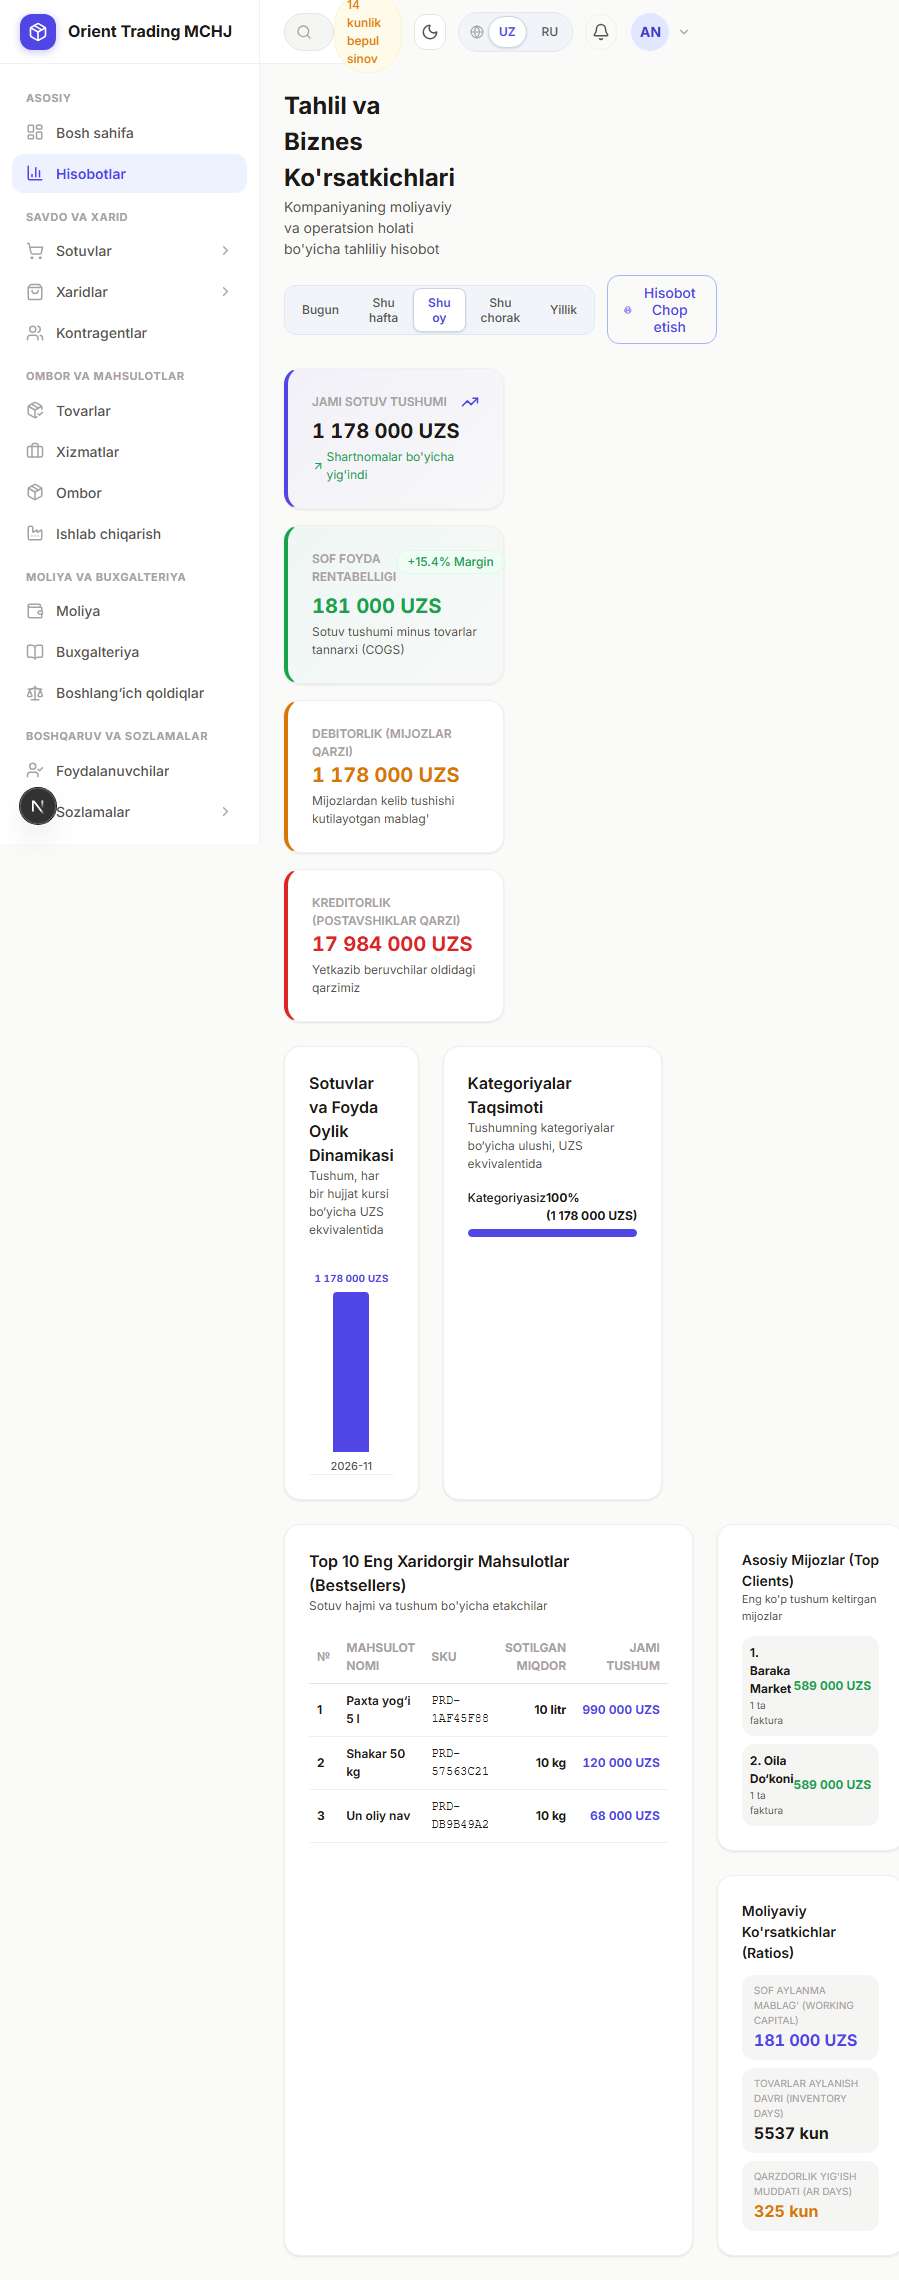 Orient Trading MCHJ
14
kunlik
bepul
sinov
UZ
RU
AN
ASOSIY
Bosh sahifa
Hisobotlar
SAVDO VA XARID
Sotuvlar
Xaridlar
Kontragentlar
OMBOR VA MAHSULOTLAR
Tovarlar
Xizmatlar
Ombor
Ishlab chiqarish
MOLIYA VA BUXGALTERIYA
Moliya
Buxgalteriya
Boshlang‘ich qoldiqlar
BOSHQARUV VA SOZLAMALAR
Foydalanuvchilar
N
Sozlamalar
Tahlil va
Biznes
Ko'rsatkichlari
Kompaniyaning moliyaviy
va operatsion holati
bo'yicha tahliliy hisobot
Bugun
Shu
hafta
Shu
oy
Shu
chorak
Yillik
Hisobot
Chop
etish
JAMI SOTUV TUSHUMI
1 178 000 UZS
Shartnomalar bo'yicha
yig'indi
SOF FOYDA
RENTABELLIGI
+15.4% Margin
181 000 UZS
Sotuv tushumi minus tovarlar
tannarxi (COGS)
DEBITORLIK (MIJOZLAR
QARZI)
1 178 000 UZS
Mijozlardan kelib tushishi
kutilayotgan mablag'
KREDITORLIK
(POSTAVSHIKLAR QARZI)
17 984 000 UZS
Yetkazib beruvchilar oldidagi
qarzimiz
Sotuvlar
va Foyda
Oylik
Dinamikasi
Tushum, har
bir hujjat kursi
bo‘yicha UZS
ekvivalentida
1 178 000 UZS
2026-11
Kategoriyalar
Taqsimoti
Tushumning kategoriyalar
bo‘yicha ulushi, UZS
ekvivalentida
Kategoriyasiz
100%
(1 178 000 UZS)
Top 10 Eng Xaridorgir Mahsulotlar
(Bestsellers)
Sotuv hajmi va tushum bo'yicha etakchilar
№ MAHSULOT NOMI SKU SOTILGAN MIQDOR JAMI TUSHUM
1 Paxta yog‘i 5 l PRD-1AF45F88 10 litr 990 000 UZS
2 Shakar 50 kg PRD-57563C21 10 kg 120 000 UZS
3 Un oliy nav PRD-DB9B49A2 10 kg 68 000 UZS
Asosiy Mijozlar (Top
Clients)
Eng ko'p tushum keltirgan
mijozlar
1.
Baraka
Market
1 ta
faktura
589 000 UZS
2. Oila
Do‘koni
1 ta
faktura
589 000 UZS
Moliyaviy
Ko'rsatkichlar
(Ratios)
SOF AYLANMA
MABLAG' (WORKING
CAPITAL)
181 000 UZS
TOVARLAR AYLANISH
DAVRI (INVENTORY
DAYS)
5537 kun
QARZDORLIK YIG'ISH
MUDDATI (AR DAYS)
325 kun